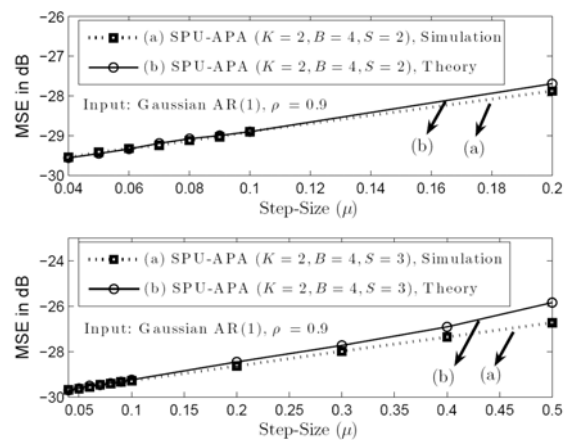 -26
-27
-28
-29
-30
MSE in dB
(a) SPU-APA (K = 2, B = 4, S = 2), Simulation
(b) SPU-APA (K = 2, B = 4, S = 2), Theory
Input: Gaussian AR(1), ρ = 0.9
(b)
(a)
0.04 0.06 0.08 0.1 0.12 0.14 0.16 0.18 0.2
Step-Size (μ)
-24
-26
-28
-30
MSE in dB
(a) SPU-APA (K = 2, B = 4, S = 3), Simulation
(b) SPU-APA (K = 2, B = 4, S = 3), Theory
Input: Gaussian AR(1), ρ = 0.9
(b)
(a)
0.05 0.1 0.15 0.2 0.25 0.3 0.35 0.4 0.45 0.5
Step-Size (μ)